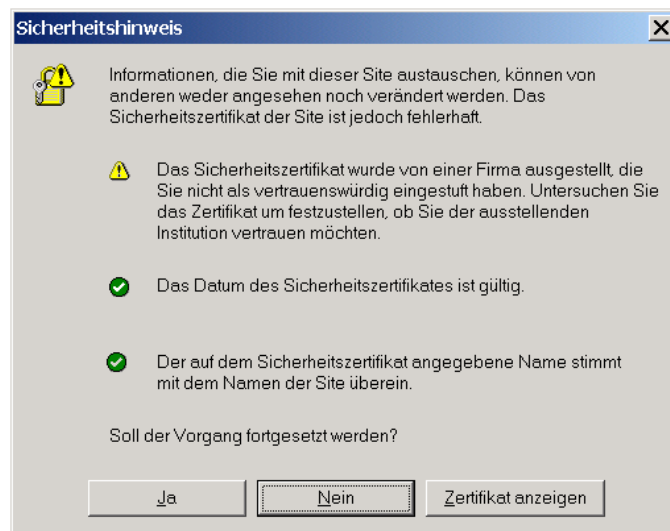 Sicherheitshinweis
Informationen, die Sie mit dieser Site austauschen, können von
anderen weder angesehen noch verändert werden. Das
Sicherheitszertifikat der Site ist jedoch fehlerhaft.
Das Sicherheitszertifikat wurde von einer Firma ausgestellt, die
Sie nicht als vertrauenswürdig eingestuft haben. Untersuchen Sie
das Zertifikat um festzustellen, ob Sie der ausstellenden
Institution vertrauen möchten.
Das Datum des Sicherheitszertifikates ist gültig.
Der auf dem Sicherheitszertifikat angegebene Name stimmt
mit dem Namen der Site überein.
Soll der Vorgang fortgesetzt werden?
Ja Nein Zertifikat anzeigen